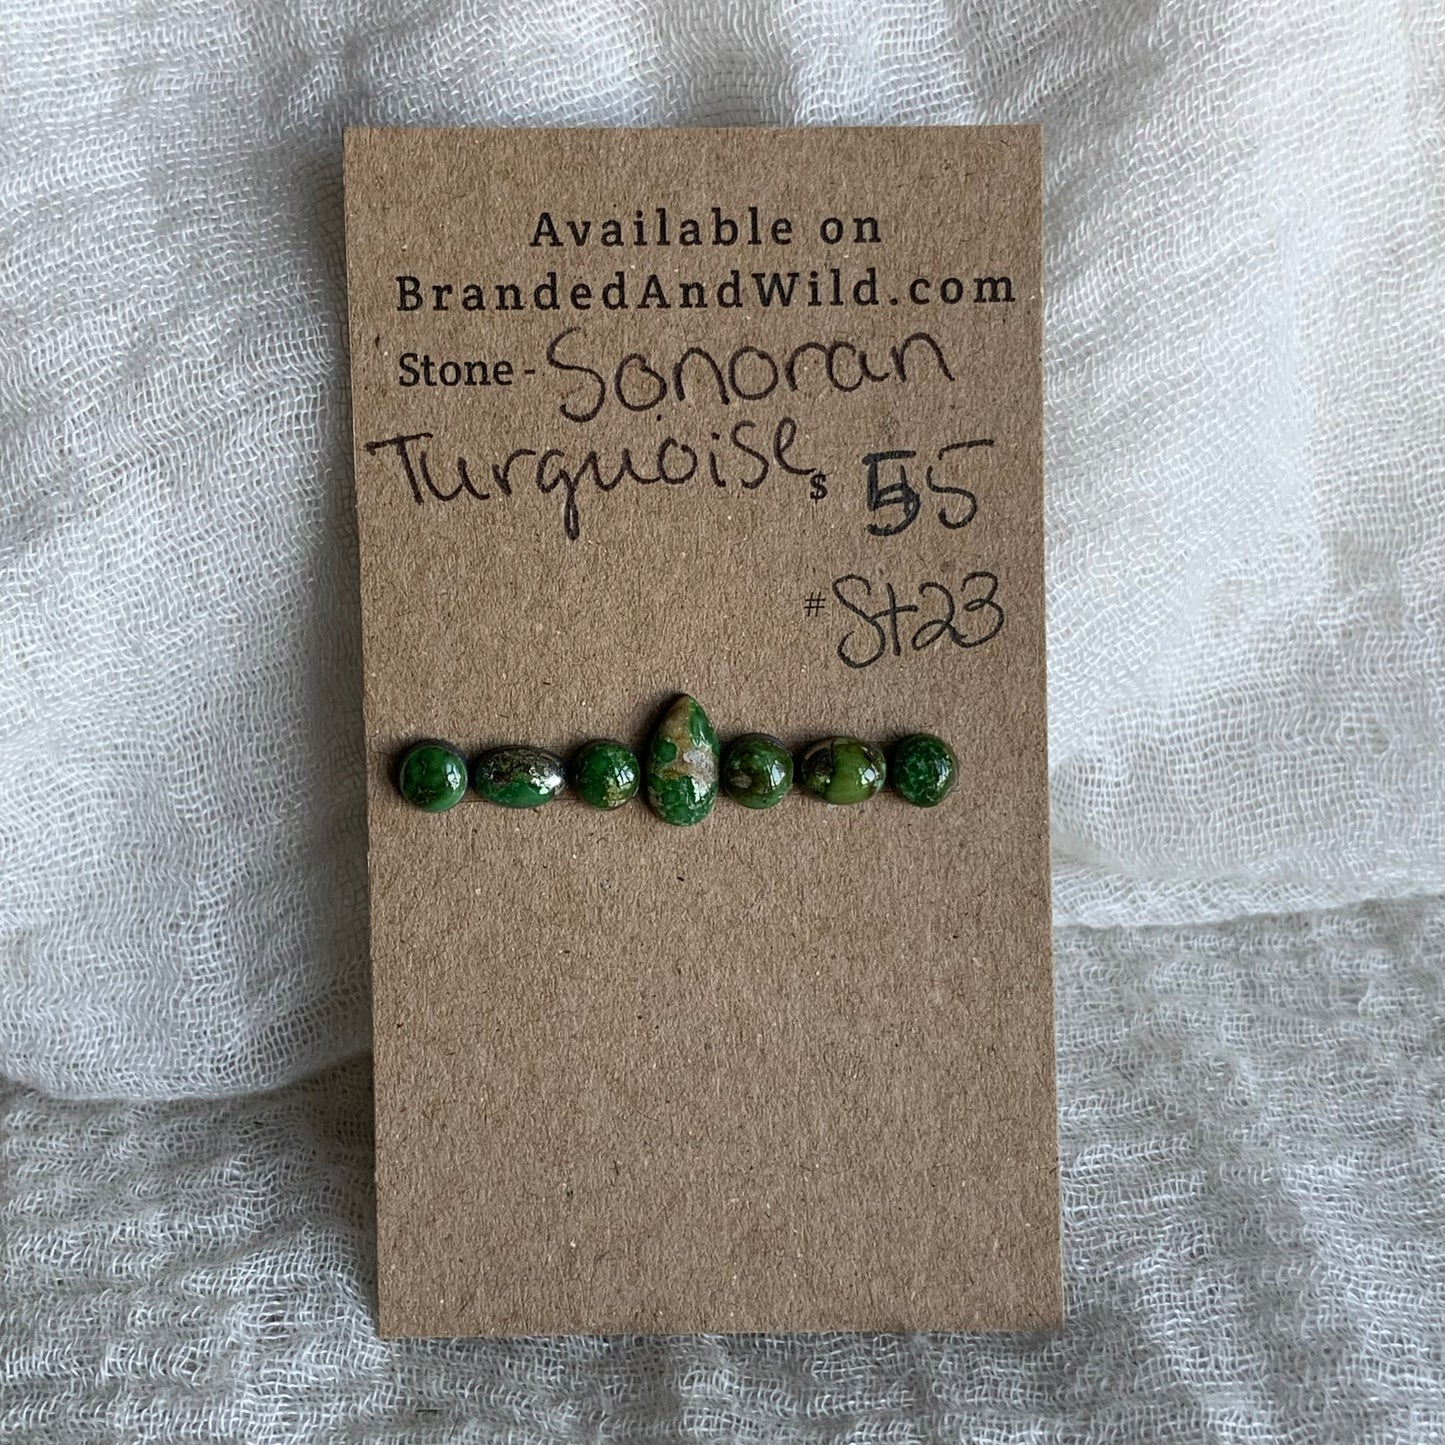 Available on
BrandedAndWild.com
Stone - Sonoran
Turquoise $ 55
# St23